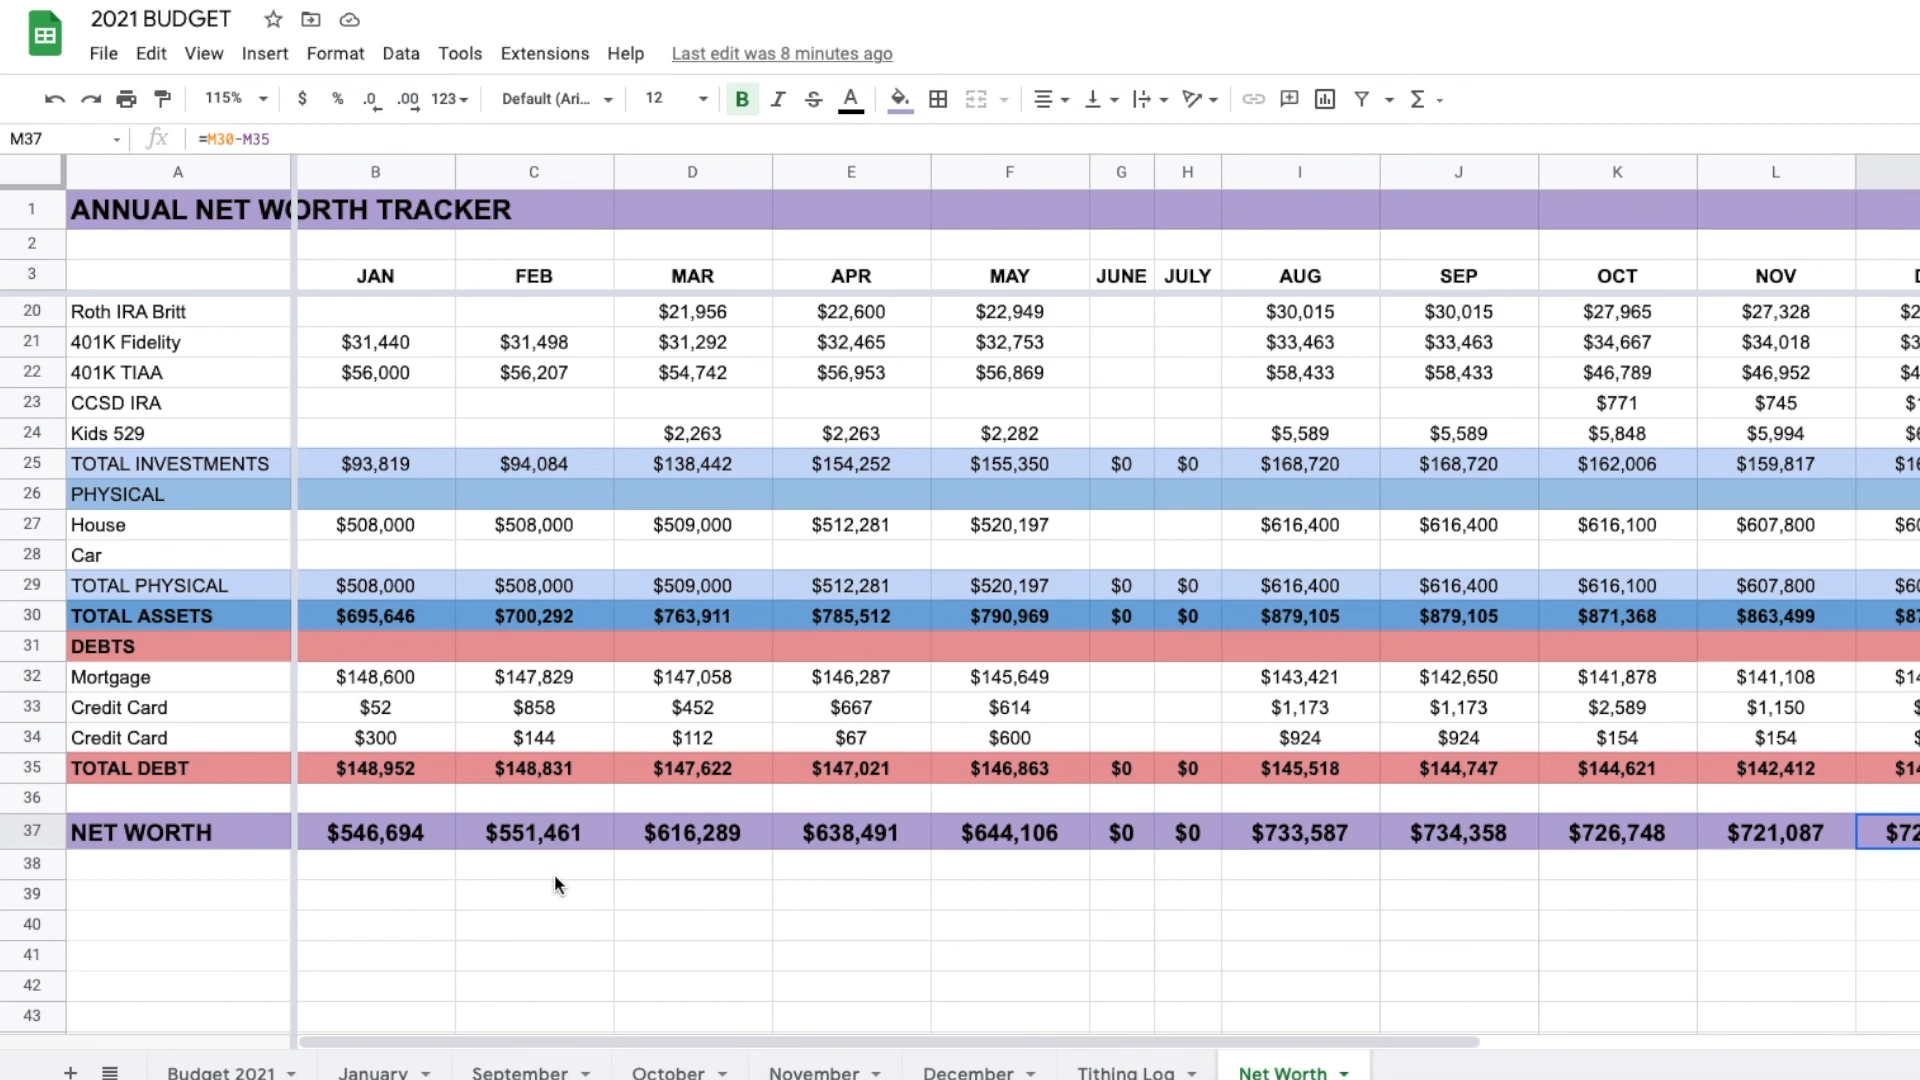 2021 BUDGET
File Edit View Insert Format Data Tools Extensions Help Last edit was 8 minutes ago
115% $ % .0 .00 123 Default (Ari... 12 B I S A Σ
M37 fx =M30-M35
A B C D E F G H I J K L
1 ANNUAL NET WORTH TRACKER
2
3 JAN FEB MAR APR MAY JUNE JULY AUG SEP OCT NOV
20 Roth IRA Britt $21,956 $22,600 $22,949 $30,015 $30,015 $27,965 $27,328
21 401K Fidelity $31,440 $31,498 $31,292 $32,465 $32,753 $33,463 $33,463 $34,667 $34,018
22 401K TIAA $56,000 $56,207 $54,742 $56,953 $56,869 $58,433 $58,433 $46,789 $46,952
23 CCSD IRA $771 $745
24 Kids 529 $2,263 $2,263 $2,282 $5,589 $5,589 $5,848 $5,994
25 TOTAL INVESTMENTS $93,819 $94,084 $138,442 $154,252 $155,350 $0 $0 $168,720 $168,720 $162,006 $159,817
26 PHYSICAL
27 House $508,000 $508,000 $509,000 $512,281 $520,197 $616,400 $616,400 $616,100 $607,800
28 Car
29 TOTAL PHYSICAL $508,000 $508,000 $509,000 $512,281 $520,197 $0 $0 $616,400 $616,400 $616,100 $607,800
30 TOTAL ASSETS $695,646 $700,292 $763,911 $785,512 $790,969 $0 $0 $879,105 $879,105 $871,368 $863,499
31 DEBTS
32 Mortgage $148,600 $147,829 $147,058 $146,287 $145,649 $143,421 $142,650 $141,878 $141,108
33 Credit Card $52 $858 $452 $667 $614 $1,173 $1,173 $2,589 $1,150
34 Credit Card $300 $144 $112 $67 $600 $924 $924 $154 $154
35 TOTAL DEBT $148,952 $148,831 $147,622 $147,021 $146,863 $0 $0 $145,518 $144,747 $144,621 $142,412
36
37 NET WORTH $546,694 $551,461 $616,289 $638,491 $644,106 $0 $0 $733,587 $734,358 $726,748 $721,087
38
39
40
41
42
43
Budget 2021 January September October November December Tithing Log Net Worth